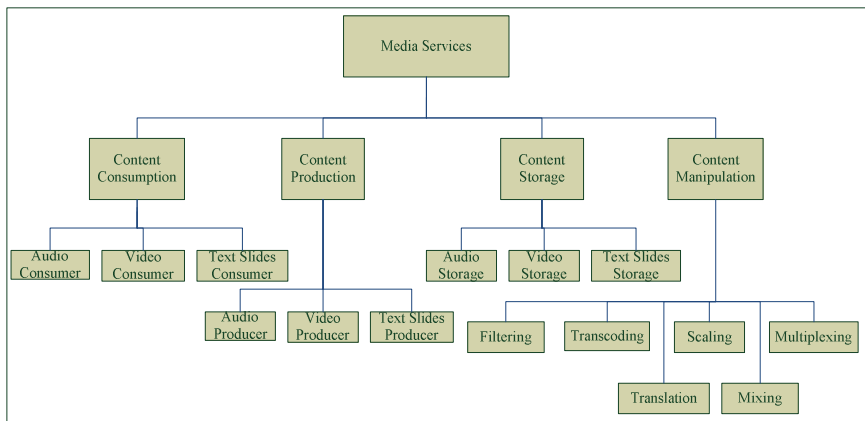 Media Services
Content
Consumption
Content
Production
Content
Storage
Content
Manipulation
Audio
Consumer
Video
Consumer
Text Slides
Consumer
Audio
Storage
Video
Storage
Text Slides
Storage
Audio
Producer
Video
Producer
Text Slides
Producer
Filtering
Transcoding
Scaling
Multiplexing
Translation
Mixing